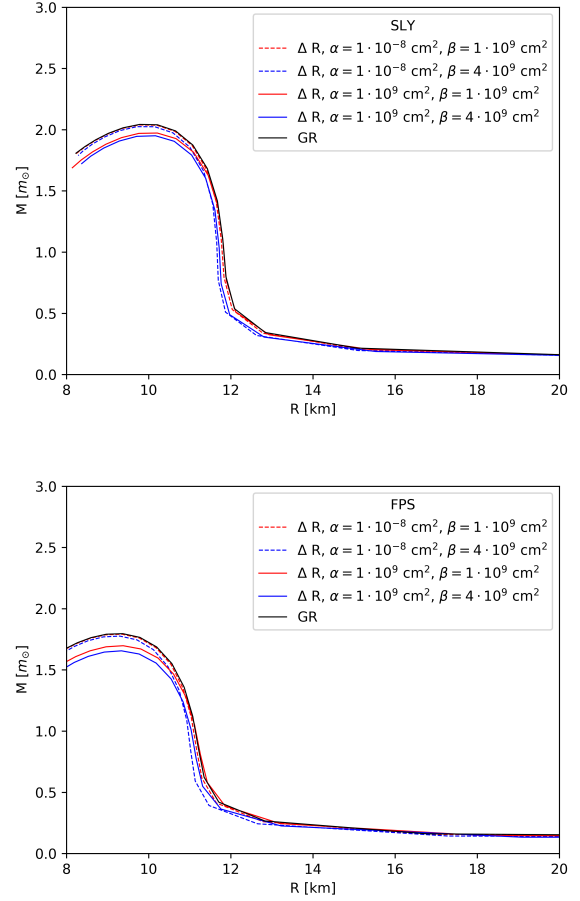 SLY
Δ R, α = 1 · 10⁻⁸ cm², β = 1 · 10⁹ cm²
Δ R, α = 1 · 10⁻⁸ cm², β = 4 · 10⁹ cm²
Δ R, α = 1 · 10⁹ cm², β = 1 · 10⁹ cm²
Δ R, α = 1 · 10⁹ cm², β = 4 · 10⁹ cm²
GR
3.0
2.5
2.0
1.5
1.0
0.5
0.0
M [m⊙]
8 10 12 14 16 18 20
R [km]
FPS
Δ R, α = 1 · 10⁻⁸ cm², β = 1 · 10⁹ cm²
Δ R, α = 1 · 10⁻⁸ cm², β = 4 · 10⁹ cm²
Δ R, α = 1 · 10⁹ cm², β = 1 · 10⁹ cm²
Δ R, α = 1 · 10⁹ cm², β = 4 · 10⁹ cm²
GR
3.0
2.5
2.0
1.5
1.0
0.5
0.0
M [m⊙]
8 10 12 14 16 18 20
R [km]